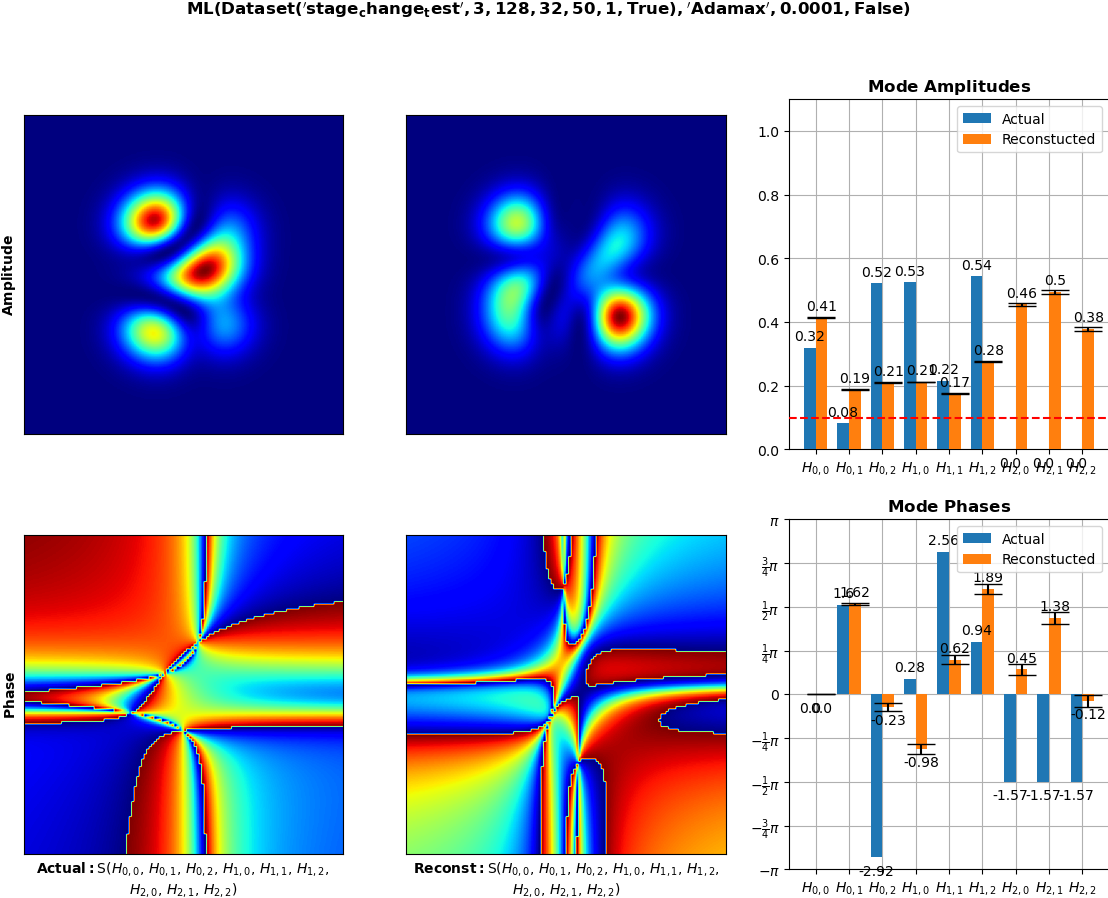 ML(Dataset('stage_change_test', 3, 128, 32, 50, 1, True), 'Adamax', 0.0001, False)
Amplitude
Mode Amplitudes
Actual
Reconstucted
1.0
0.8
0.6
0.4
0.2
0.0
0.32
0.41
0.08
0.19
0.52
0.21
0.53
0.21
0.22
0.17
0.54
0.28
0.0
0.46
0.0
0.5
0.0
0.38
H0,0 H0,1 H0,2 H1,0 H1,1 H1,2 H2,0 H2,1 H2,2
Phase
Actual: S(H0,0, H0,1, H0,2, H1,0, H1,1, H1,2,
H2,0, H2,1, H2,2)
Reconst: S(H0,0, H0,1, H0,2, H1,0, H1,1, H1,2,
H2,0, H2,1, H2,2)
Mode Phases
Actual
Reconstucted
π
3/4π
1/2π
1/4π
0
−1/4π
−1/2π
−3/4π
−π
0.0
0.0
1.6
1.62
-2.92
-0.23
0.28
-0.98
2.56
0.62
0.94
1.89
-1.57
0.45
-1.57
1.38
-1.57
-0.12
H0,0 H0,1 H0,2 H1,0 H1,1 H1,2 H2,0 H2,1 H2,2